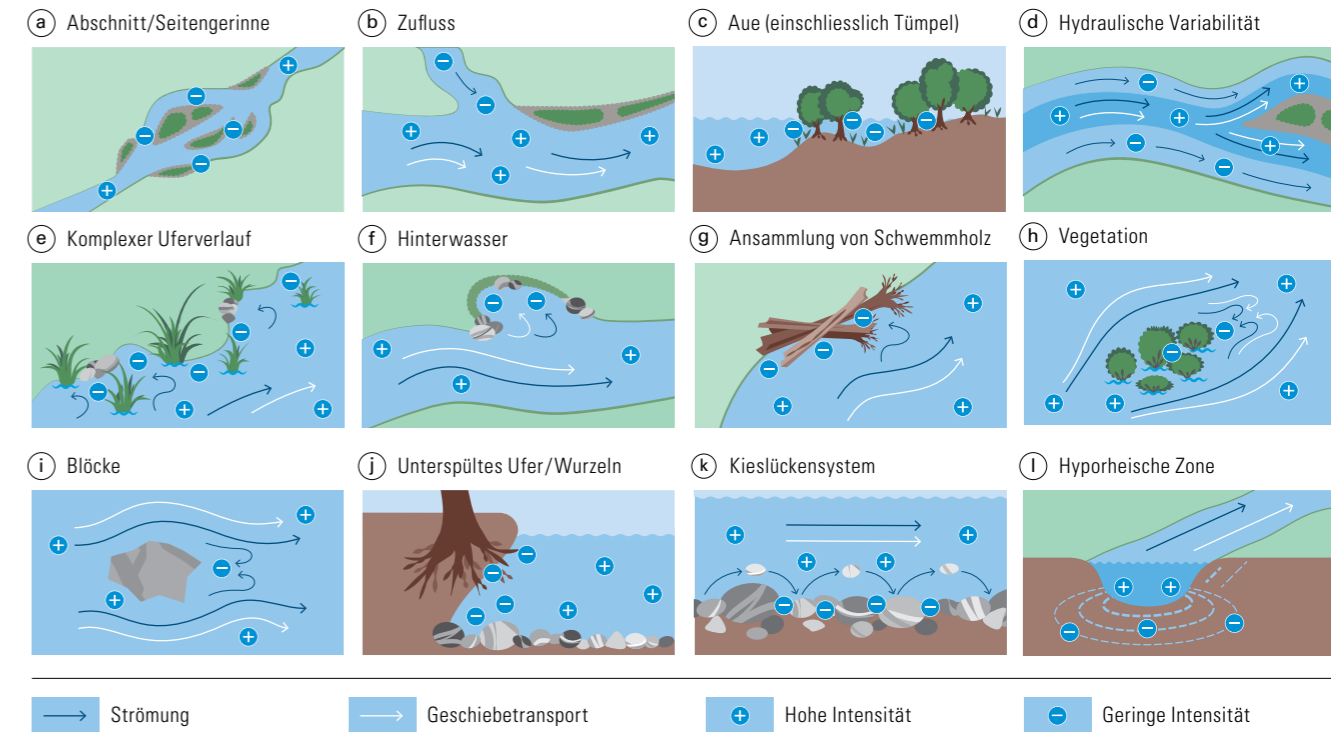 a Abschnitt/Seitengerinne
b Zufluss
c Aue (einschliesslich Tümpel)
d Hydraulische Variabilität
e Komplexer Uferverlauf
f Hinterwasser
g Ansammlung von Schwemmholz
h Vegetation
i Blöcke
j Unterspültes Ufer/Wurzeln
k Kieslückensystem
l Hyporheische Zone
Strömung
Geschiebetransport
+ Hohe Intensität
− Geringe Intensität